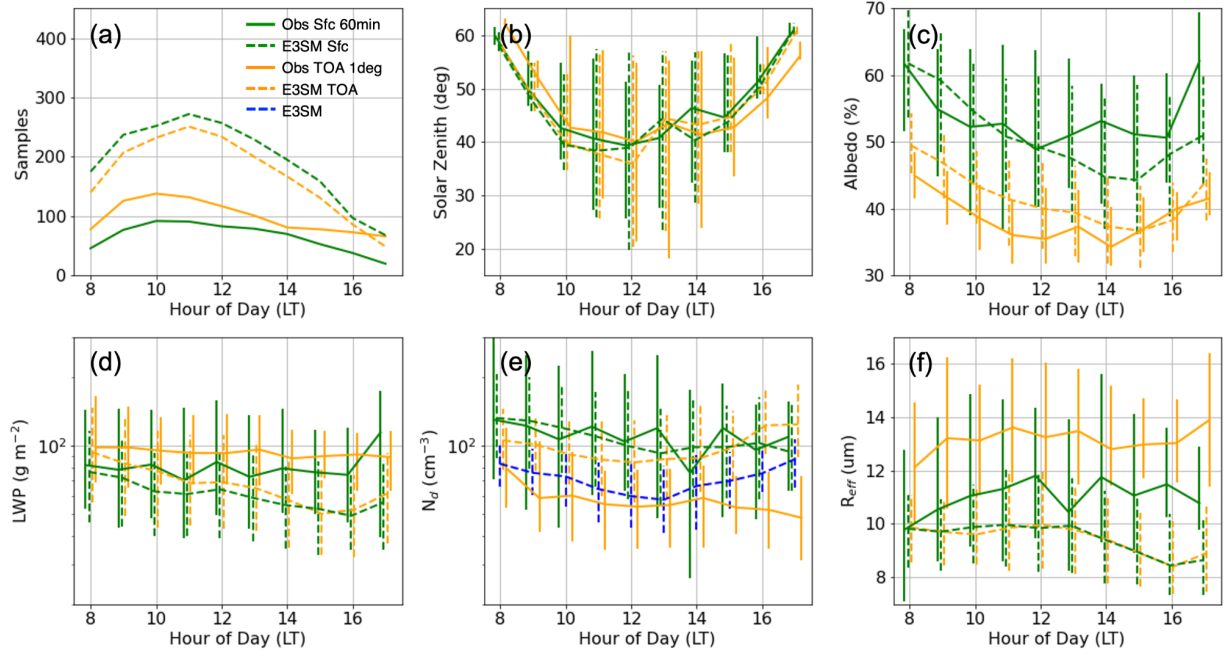 (a)
Obs Sfc 60min
E3SM Sfc
Obs TOA 1deg
E3SM TOA
E3SM
400
300
200
100
0
Samples
8 10 12 14 16
Hour of Day (LT)
(b)
60
50
40
30
20
Solar Zenith (deg)
8 10 12 14 16
Hour of Day (LT)
(c)
70
60
50
40
30
Albedo (%)
8 10 12 14 16
Hour of Day (LT)
(d)
10²
LWP (g m⁻²)
8 10 12 14 16
Hour of Day (LT)
(e)
10²
N_d (cm⁻³)
8 10 12 14 16
Hour of Day (LT)
(f)
16
14
12
10
8
R_eff (um)
8 10 12 14 16
Hour of Day (LT)